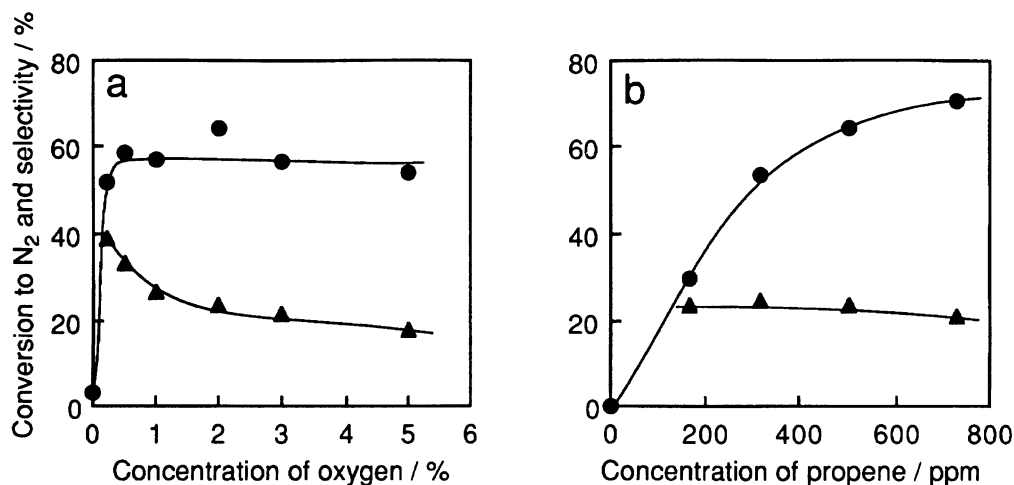 Conversion to N₂ and selectivity / %
80
60
40
20
0
a
0 1 2 3 4 5 6
Concentration of oxygen / %
80
60
40
20
0
b
0 200 400 600 800
Concentration of propene / ppm